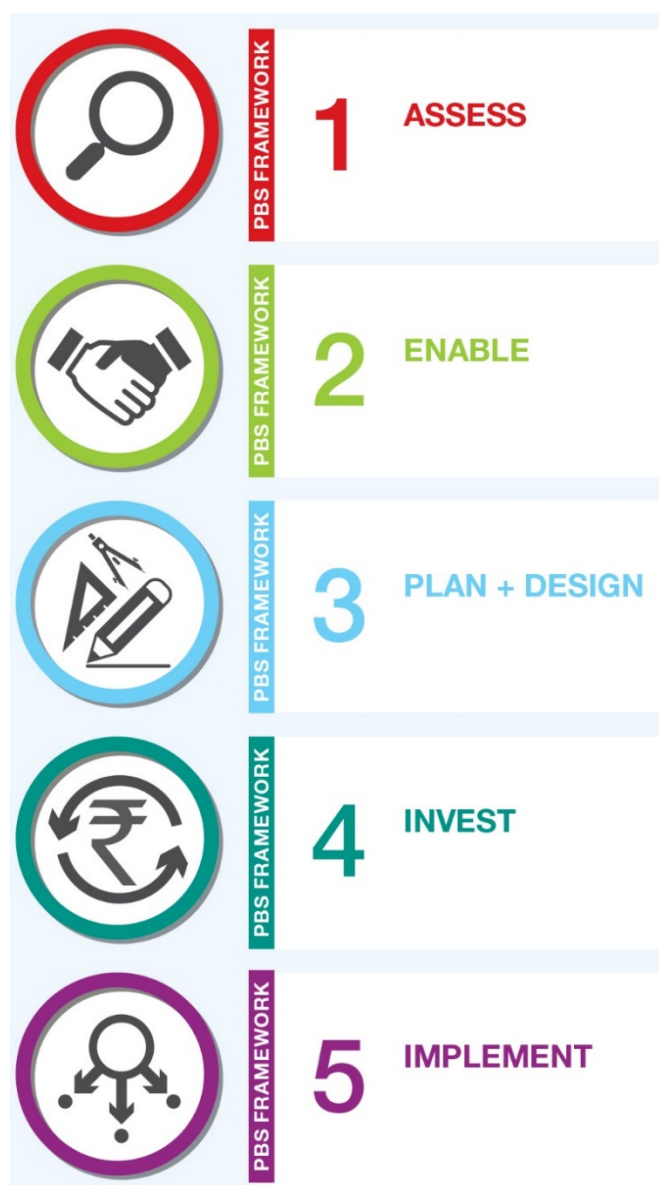 PBS FRAMEWORK
1
ASSESS
PBS FRAMEWORK
2
ENABLE
PBS FRAMEWORK
3
PLAN + DESIGN
₹
PBS FRAMEWORK
4
INVEST
PBS FRAMEWORK
5
IMPLEMENT